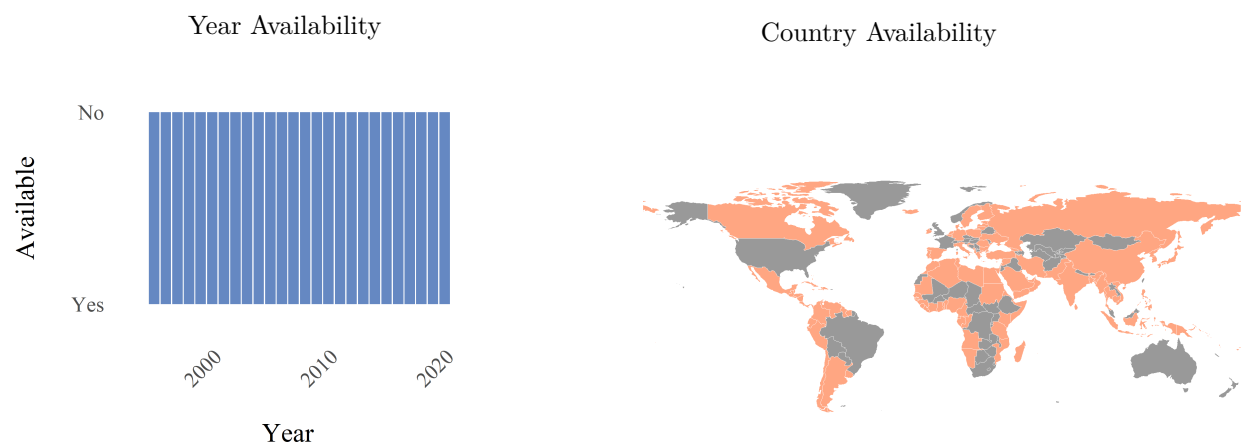 Year Availability
Country Availability
No
Available
Yes
2000
2010
2020
Year